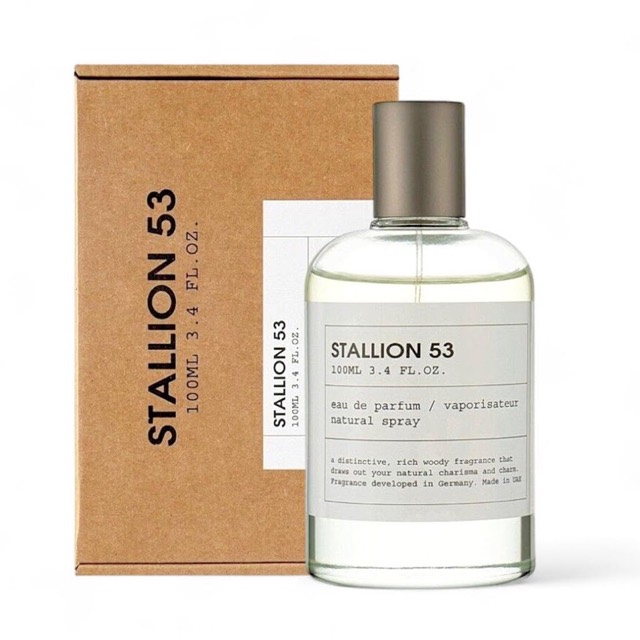 STALLION 53
100ML 3.4 FL.OZ.
STALLION 53
100ML 3.4 FL.OZ.
STALLION 53
100ML 3.4 FL.OZ.
eau de parfum / vaporisateur
natural spray
a distinctive, rich woody fragrance that
draws out your natural charisma and charm.
Fragrance developed in Germany. Made in UAE